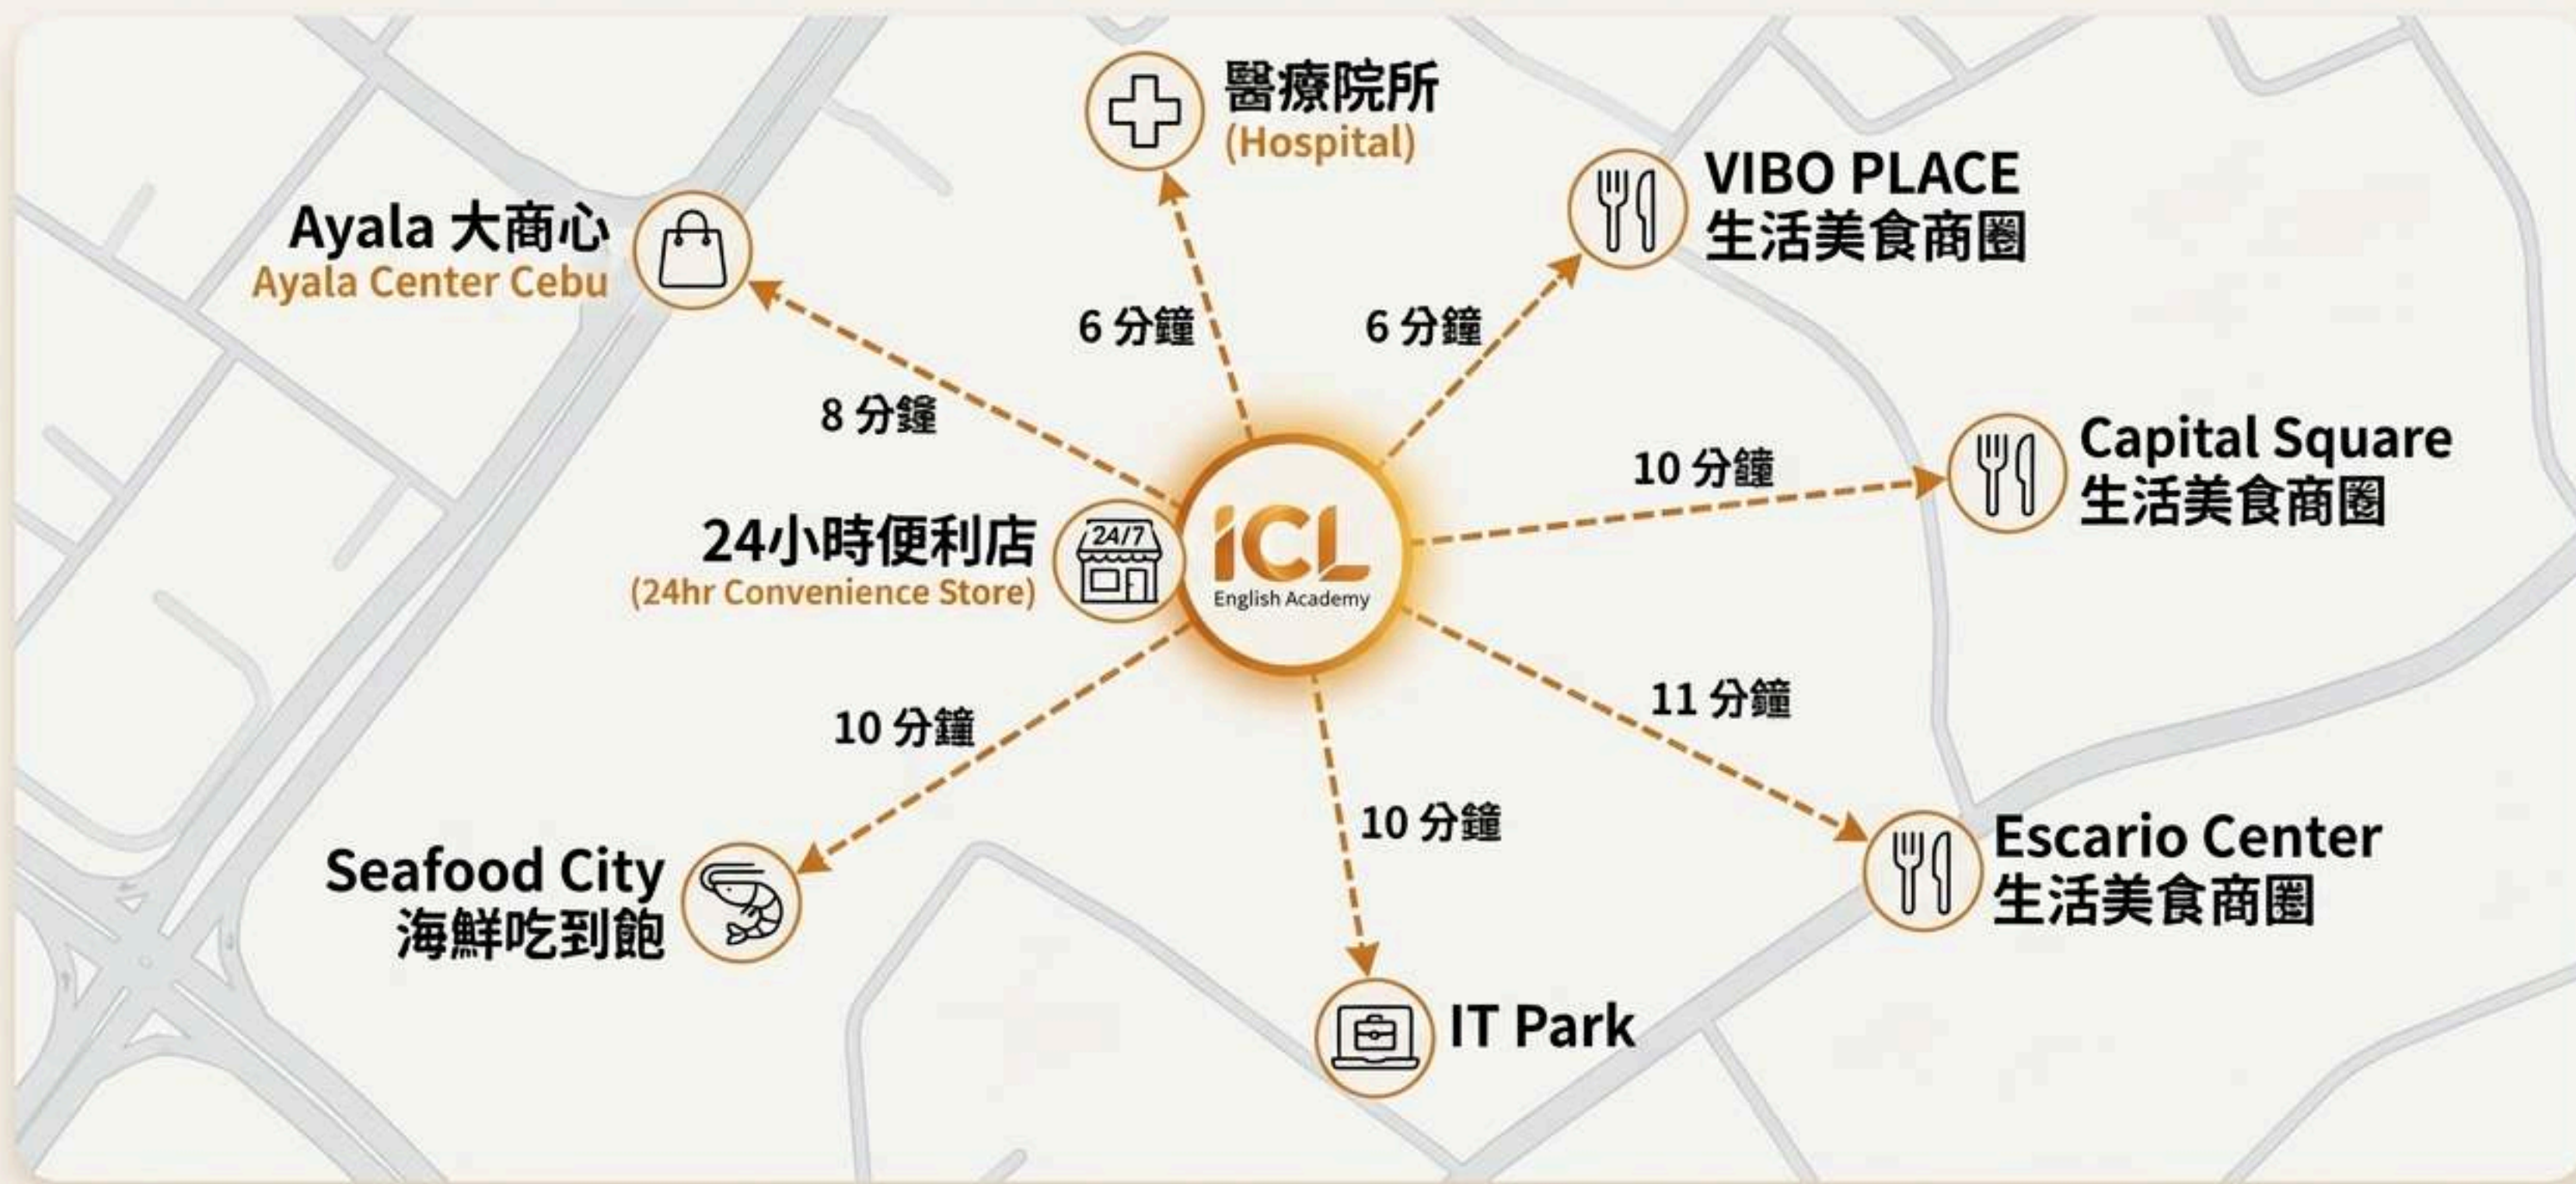 醫療院所
(Hospital)
VIBO PLACE
生活美食商圈
Ayala 大商心
Ayala Center Cebu
6 分鐘
6 分鐘
8 分鐘
10 分鐘
Capital Square
生活美食商圈
24小時便利店
(24hr Convenience Store)
24/7
iCL
English Academy
10 分鐘
11 分鐘
10 分鐘
Seafood City
海鮮吃到飽
Escario Center
生活美食商圈
IT Park